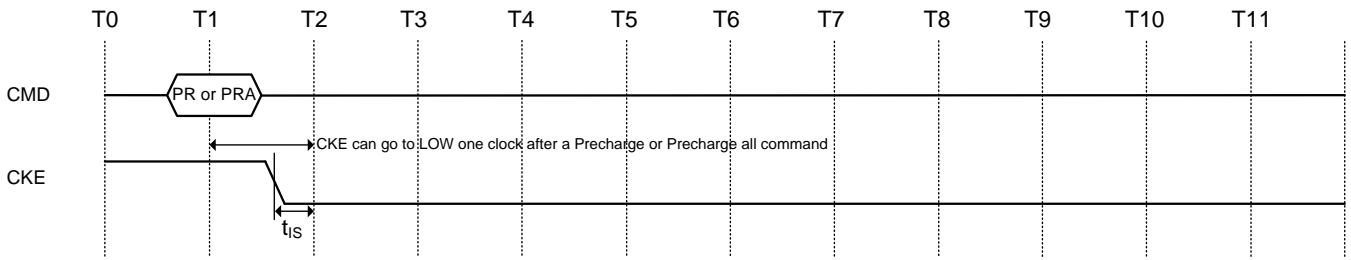 T0 T1 T2 T3 T4 T5 T6 T7 T8 T9 T10 T11
CMD PR or PRA
CKE can go to LOW one clock after a Precharge or Precharge all command
CKE
tIS